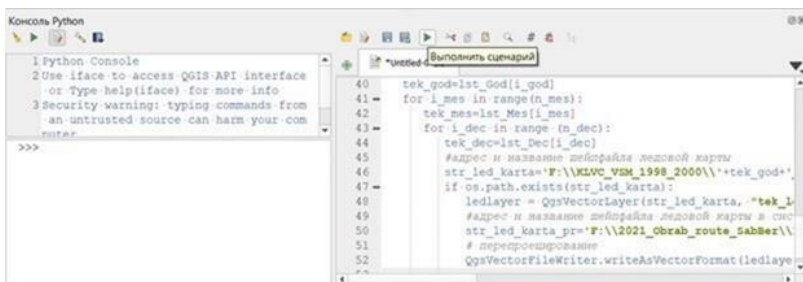 Консоль Python
1 Python Console
2 Use iface to access QGIS API interface
or Type help(iface) for more info
3 Security warning: typing commands from
an untrusted source can harm your com
puter
>>>
Выполнить сценарий
40 tek_god=lst_God[i_god]
41 for i_mes in range(n_mes):
42 tek_mes=lst_Mes[i_mes]
43 for i_dec in range (n_dec):
44 tek_dec=lst_Dec[i_dec]
45 #адрес и название шейпфайла ледовой карты
46 str_led_karta='F:\\KLVC_VSM_1998_2000\\'+tek_god+'
47 if os.path.exists(str_led_karta):
48 ledlayer = QgsVectorLayer(str_led_karta, "tek_l
49 #адрес и название шейпфайла ледовой карты в сис
50 str_led_karta_pr='F:\\2021_Obrab_route_SabBer\\
51 # перепроецирование
52 QgsVectorFileWriter.writeAsVectorFormat(ledlaye